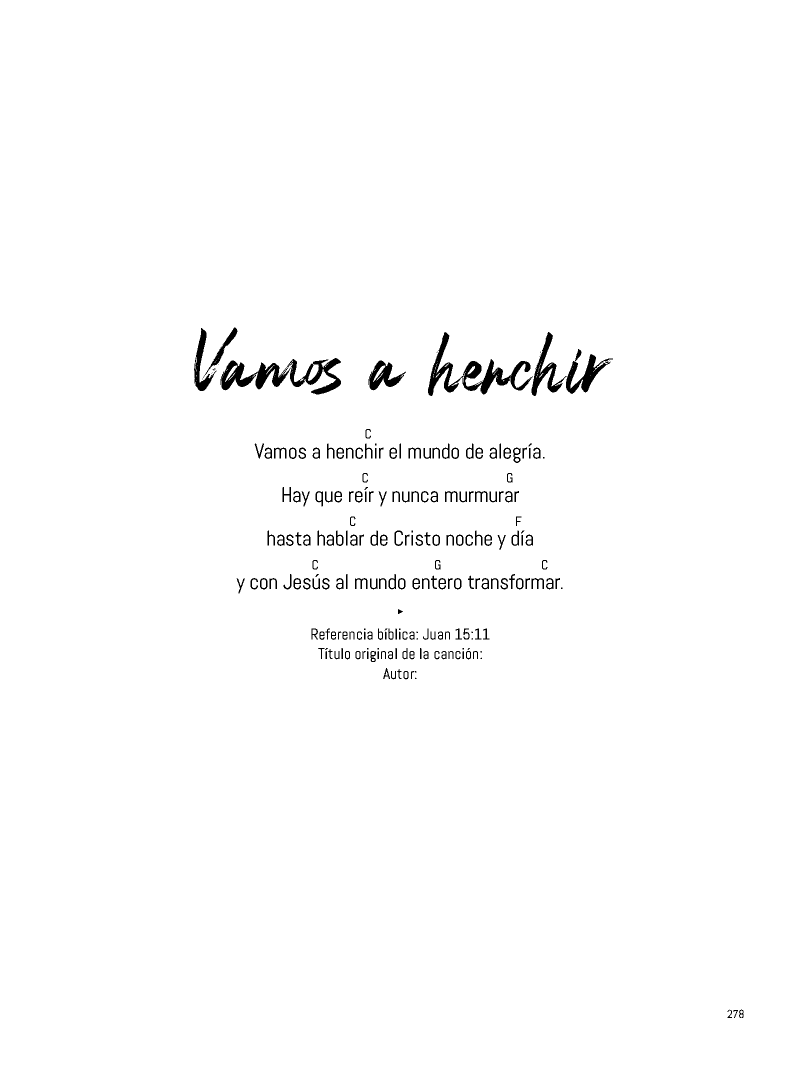 Vamos a henchir
C
Vamos a henchir el mundo de alegría.
C G
Hay que reír y nunca murmurar
C F
hasta hablar de Cristo noche y día
C G C
y con Jesús al mundo entero transformar.
Referencia bíblica: Juan 15:11
Título original de la canción:
Autor:
278